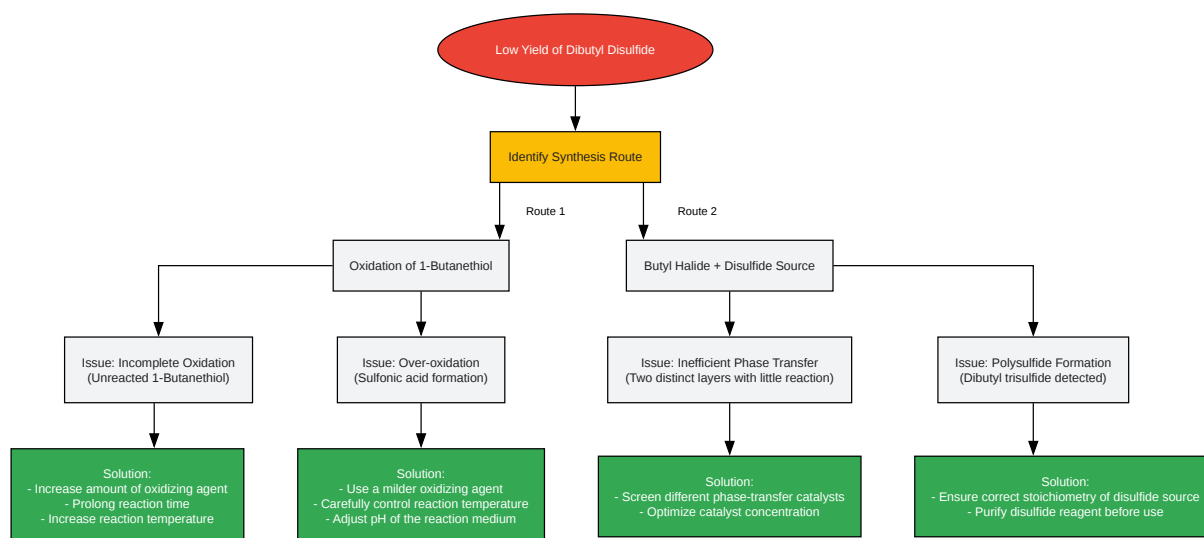 Low Yield of Dibutyl Disulfide
Identify Synthesis Route
Route 1
Route 2
Oxidation of 1-Butanethiol
Butyl Halide + Disulfide Source
Issue: Incomplete Oxidation
(Unreacted 1-Butanethiol)
Issue: Over-oxidation
(Sulfonic acid formation)
Issue: Inefficient Phase Transfer
(Two distinct layers with little reaction)
Issue: Polysulfide Formation
(Dibutyl trisulfide detected)
Solution:
- Increase amount of oxidizing agent
- Prolong reaction time
- Increase reaction temperature
Solution:
- Use a milder oxidizing agent
- Carefully control reaction temperature
- Adjust pH of the reaction medium
Solution:
- Screen different phase-transfer catalysts
- Optimize catalyst concentration
Solution:
- Ensure correct stoichiometry of disulfide source
- Purify disulfide reagent before use